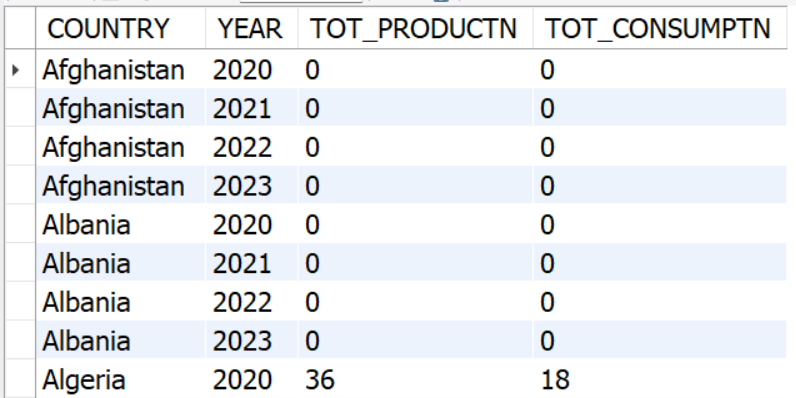 COUNTRY YEAR TOT_PRODUCTN TOT_CONSUMPTN
Afghanistan 2020 0 0
Afghanistan 2021 0 0
Afghanistan 2022 0 0
Afghanistan 2023 0 0
Albania 2020 0 0
Albania 2021 0 0
Albania 2022 0 0
Albania 2023 0 0
Algeria 2020 36 18